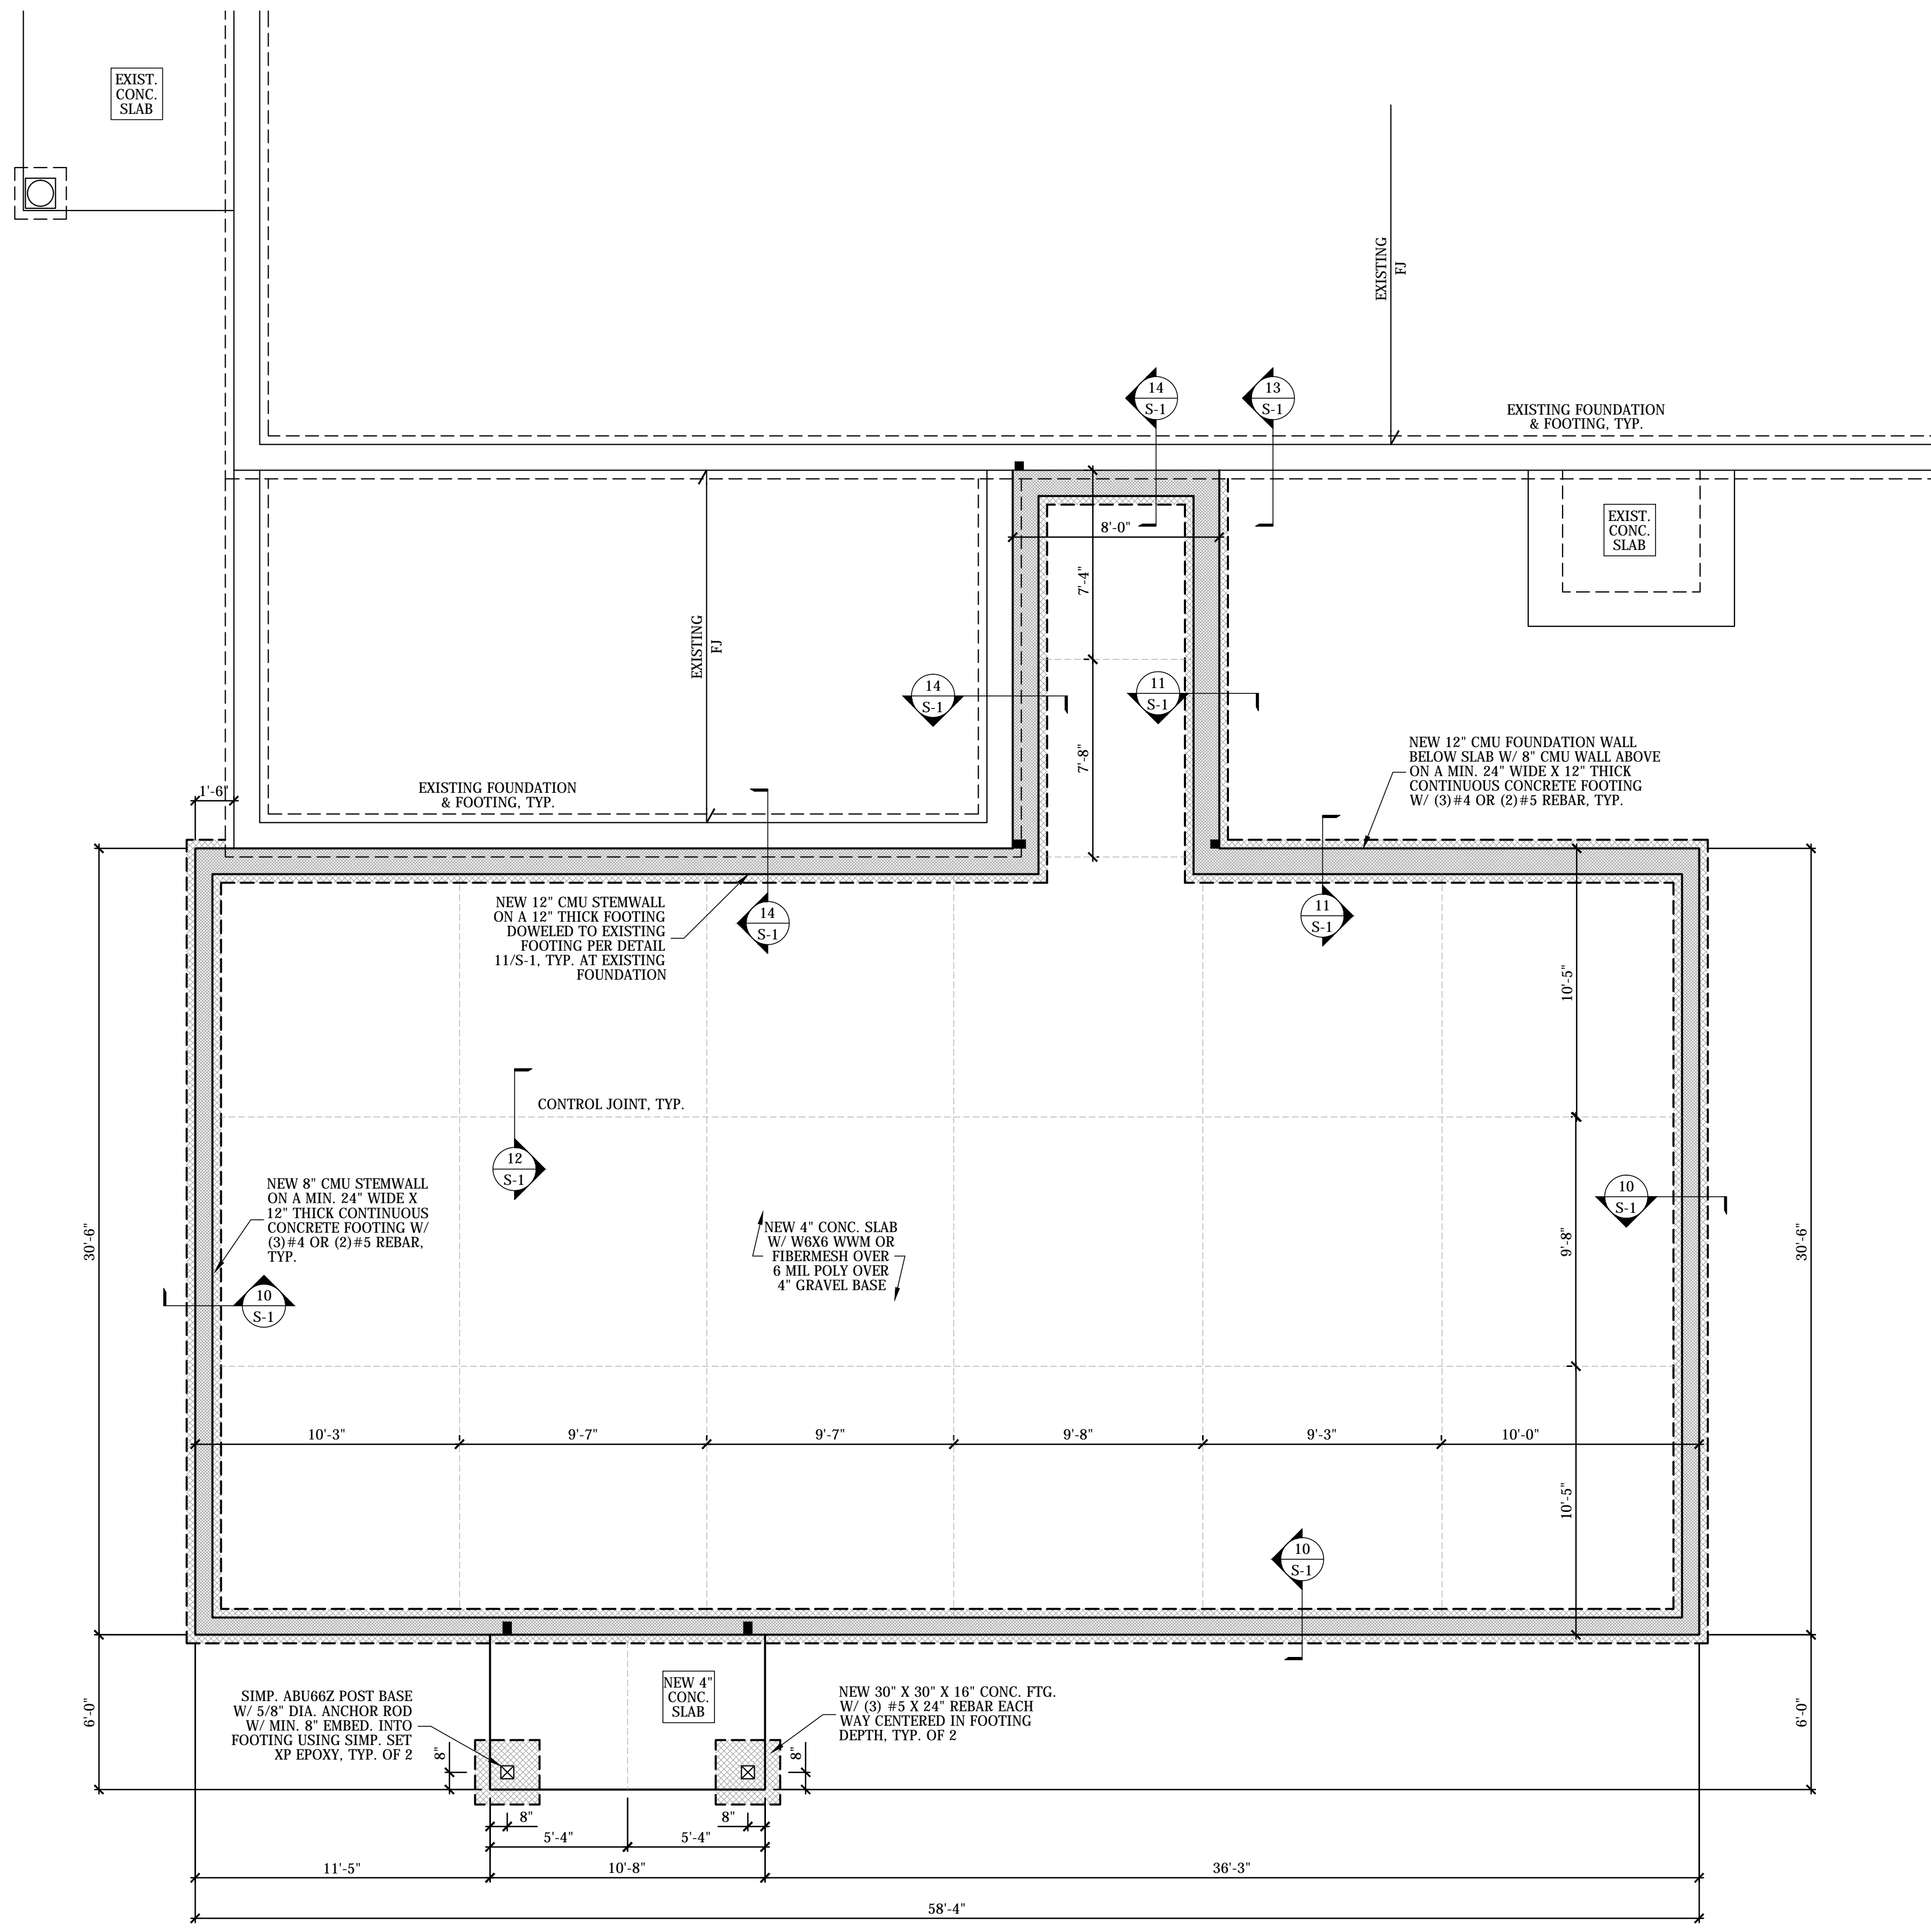 EXIST.
CONC.
SLAB
EXISTING
FJ
14
S-1
13
S-1
EXISTING FOUNDATION
& FOOTING, TYP.
EXIST.
CONC.
SLAB
8'-0"
7'-4"
EXISTING
FJ
14
S-1
11
S-1
7'-8"
NEW 12" CMU FOUNDATION WALL
BELOW SLAB W/ 8" CMU WALL ABOVE
ON A MIN. 24" WIDE X 12" THICK
CONTINUOUS CONCRETE FOOTING
W/ (3)#4 OR (2)#5 REBAR, TYP.
1'-6"
EXISTING FOUNDATION
& FOOTING, TYP.
NEW 12" CMU STEMWALL
ON A 12" THICK FOOTING
DOWELED TO EXISTING
FOOTING PER DETAIL
11/S-1, TYP. AT EXISTING
FOUNDATION
14
S-1
11
S-1
10'-5"
CONTROL JOINT, TYP.
12
S-1
NEW 8" CMU STEMWALL
ON A MIN. 24" WIDE X
12" THICK CONTINUOUS
CONCRETE FOOTING W/
(3)#4 OR (2)#5 REBAR,
TYP.
10
S-1
30'-6"
NEW 4" CONC. SLAB
W/ W6X6 WWM OR
FIBERMESH OVER
6 MIL POLY OVER
4" GRAVEL BASE
9'-8"
30'-6"
10
S-1
10'-3"
9'-7"
9'-7"
9'-8"
9'-3"
10'-0"
10'-5"
10
S-1
6'-0"
SIMP. ABU66Z POST BASE
W/ 5/8" DIA. ANCHOR ROD
W/ MIN. 8" EMBED. INTO
FOOTING USING SIMP. SET
XP EPOXY, TYP. OF 2
NEW 4"
CONC.
SLAB
NEW 30" X 30" X 16" CONC. FTG.
W/ (3) #5 X 24" REBAR EACH
WAY CENTERED IN FOOTING
DEPTH, TYP. OF 2
6'-0"
8"
8"
8"
8"
5'-4"
5'-4"
11'-5"
10'-8"
36'-3"
58'-4"